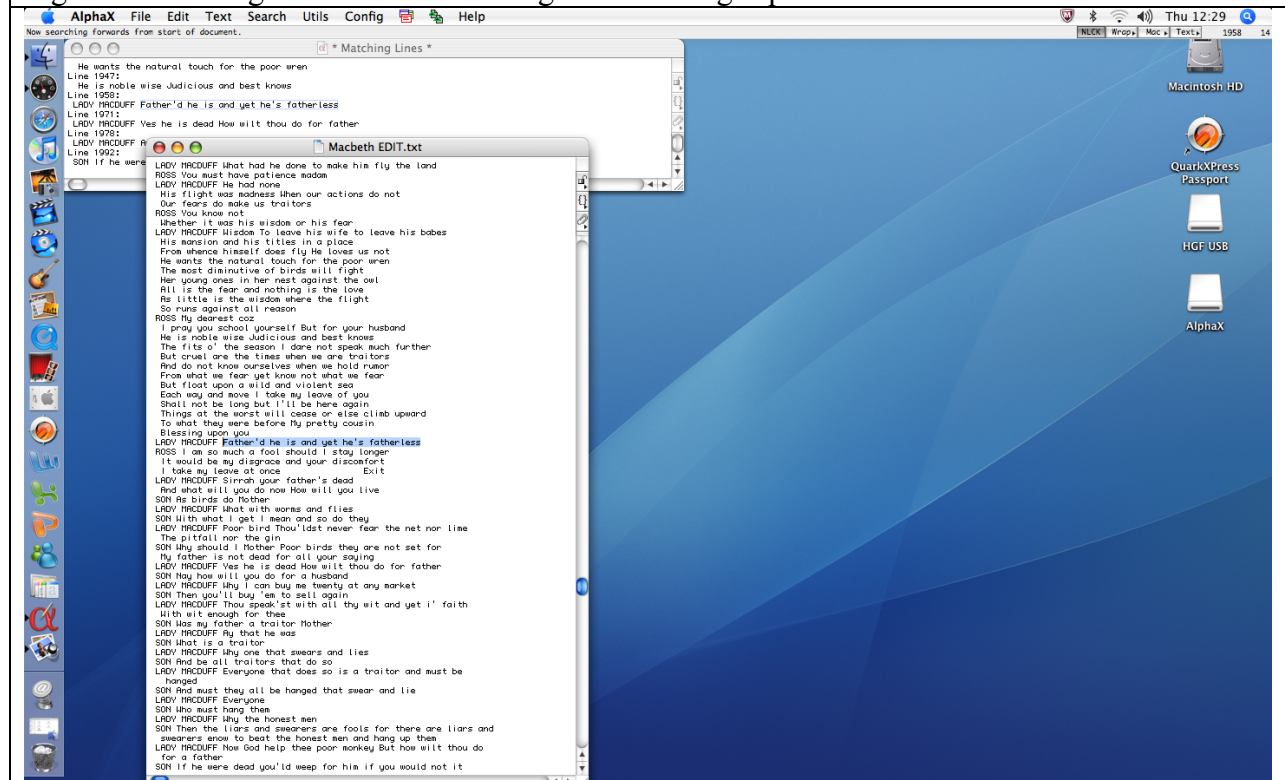 AlphaX File Edit Text Search Utils Config Help Thu 12:29
Now searching forwards from start of document.
NLCK Wrap Mac Text 1958 14
* Matching Lines *
He wants the natural touch for the poor wren
Line 1947:
He is noble wise Judicious and best knows
Line 1958:
LADY MACDUFF Father'd he is and yet he's fatherless
Line 1971:
LADY MACDUFF Yes he is dead How wilt thou do for father
Line 1978:
LADY MACDUFF
Line 1992:
SON If he were
Macbeth EDIT.txt
LADY MACDUFF What had he done to make him fly the land
ROSS You must have patience madam
LADY MACDUFF He had none
His flight was madness When our actions do not
Our fears do make us traitors
ROSS You know not
Whether it was his wisdom or his fear
LADY MACDUFF Wisdom To leave his wife to leave his babes
His mansion and his titles in a place
From whence himself does fly He loves us not
He wants the natural touch for the poor wren
The most diminutive of birds will fight
Her young ones in her nest against the owl
All is the fear and nothing is the love
As little is the wisdom where the flight
So runs against all reason
ROSS My dearest coz
I pray you school yourself But for your husband
He is noble wise Judicious and best knows
The fits o' the season I dare not speak much further
But cruel are the times when we are traitors
And do not know ourselves when we hold rumor
From what we fear yet know not what we fear
But float upon a wild and violent sea
Each way and move I take my leave of you
Shall not be long but I'll be here again
Things at the worst will cease or else climb upward
To what they were before My pretty cousin
Blessing upon you
LADY MACDUFF Father'd he is and yet he's fatherless
ROSS I am so much a fool should I stay longer
It would be my disgrace and your discomfort
I take my leave at once Exit
LADY MACDUFF Sirrah your father's dead
And what will you do now How will you live
SON As birds do Mother
LADY MACDUFF What with worms and flies
SON With what I get I mean and so do they
LADY MACDUFF Poor bird Thou'ldst never fear the net nor lime
The pitfall nor the gin
SON Why should I Mother Poor birds they are not set for
My father is not dead for all your saying
LADY MACDUFF Yes he is dead How wilt thou do for father
SON Nay how will you do for a husband
LADY MACDUFF Why I can buy me twenty at any market
SON Then you'll buy 'em to sell again
LADY MACDUFF Thou speak'st with all thy wit and yet i' faith
With wit enough for thee
SON Was my father a traitor Mother
LADY MACDUFF Ay that he was
SON What is a traitor
LADY MACDUFF Why one that swears and lies
SON And be all traitors that do so
LADY MACDUFF Everyone that does so is a traitor and must be
hanged
SON And must they all be hanged that swear and lie
LADY MACDUFF Everyone
SON Who must hang them
LADY MACDUFF Why the honest men
SON Then the liars and swearers are fools for there are liars and
swearers enow to beat the honest men and hang up them
LADY MACDUFF Now God help thee poor monkey But how wilt thou do
for a father
SON If he were dead you'ld weep for him if you would not it
Macintosh HD
QuarkXPress
Passport
HGF USB
AlphaX